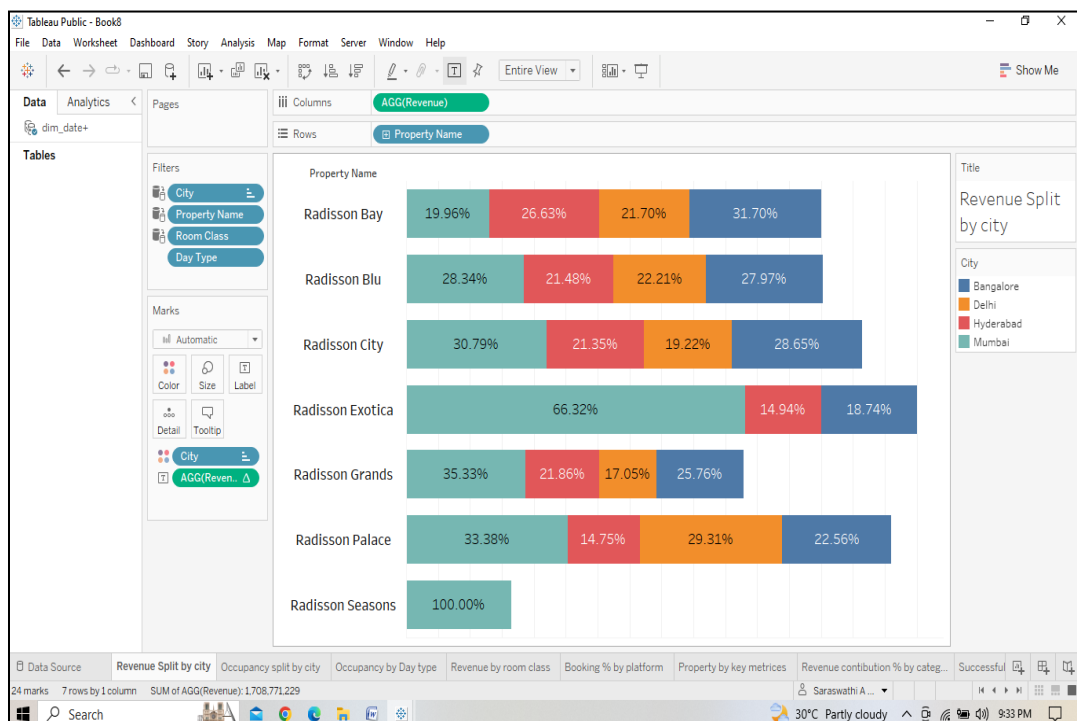 Tableau Public - Book8
File Data Worksheet Dashboard Story Analysis Map Format Server Window Help
Entire View
Show Me
Data Analytics
dim_date+
Tables
Pages
Filters
City
Property Name
Room Class
Day Type
Marks
Automatic
Color Size Label
Detail Tooltip
City
AGG(Reven..
Columns AGG(Revenue)
Rows Property Name
Property Name
Radisson Bay 19.96% 26.63% 21.70% 31.70%
Radisson Blu 28.34% 21.48% 22.21% 27.97%
Radisson City 30.79% 21.35% 19.22% 28.65%
Radisson Exotica 66.32% 14.94% 18.74%
Radisson Grands 35.33% 21.86% 17.05% 25.76%
Radisson Palace 33.38% 14.75% 29.31% 22.56%
Radisson Seasons 100.00%
Title
Revenue Split
by city
City
Bangalore
Delhi
Hyderabad
Mumbai
Data Source Revenue Split by city Occupancy split by city Occupancy by Day type Revenue by room class Booking % by platform Property by key metrices Revenue contibution % by categ... Successful
24 marks 7 rows by 1 column SUM of AGG(Revenue): 1,708,771,229 Saraswathi A ...
Search 30°C Partly cloudy 9:33 PM